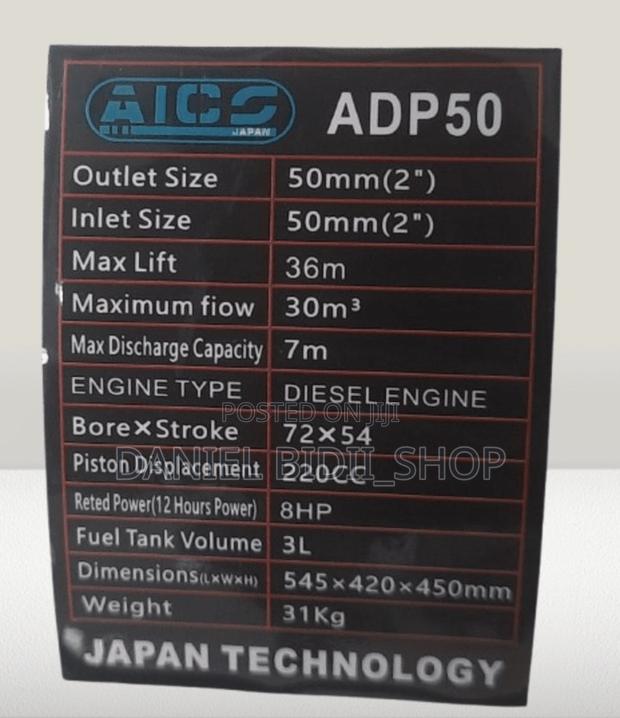 AICS
JAPAN
ADP50
Outlet Size 50mm(2")
Inlet Size 50mm(2")
Max Lift 36m
Maximum fiow 30m³
Max Discharge Capacity 7m
ENGINE TYPE DIESEL ENGINE
POSTED ON JIJI
Bore×Stroke 72×54
DANIEL BIDII_SHOP
Piston Displacement 220CC
Reted Power(12 Hours Power) 8HP
Fuel Tank Volume 3L
Dimensions(L×W×H) 545×420×450mm
Weight 31Kg
JAPAN TECHNOLOGY